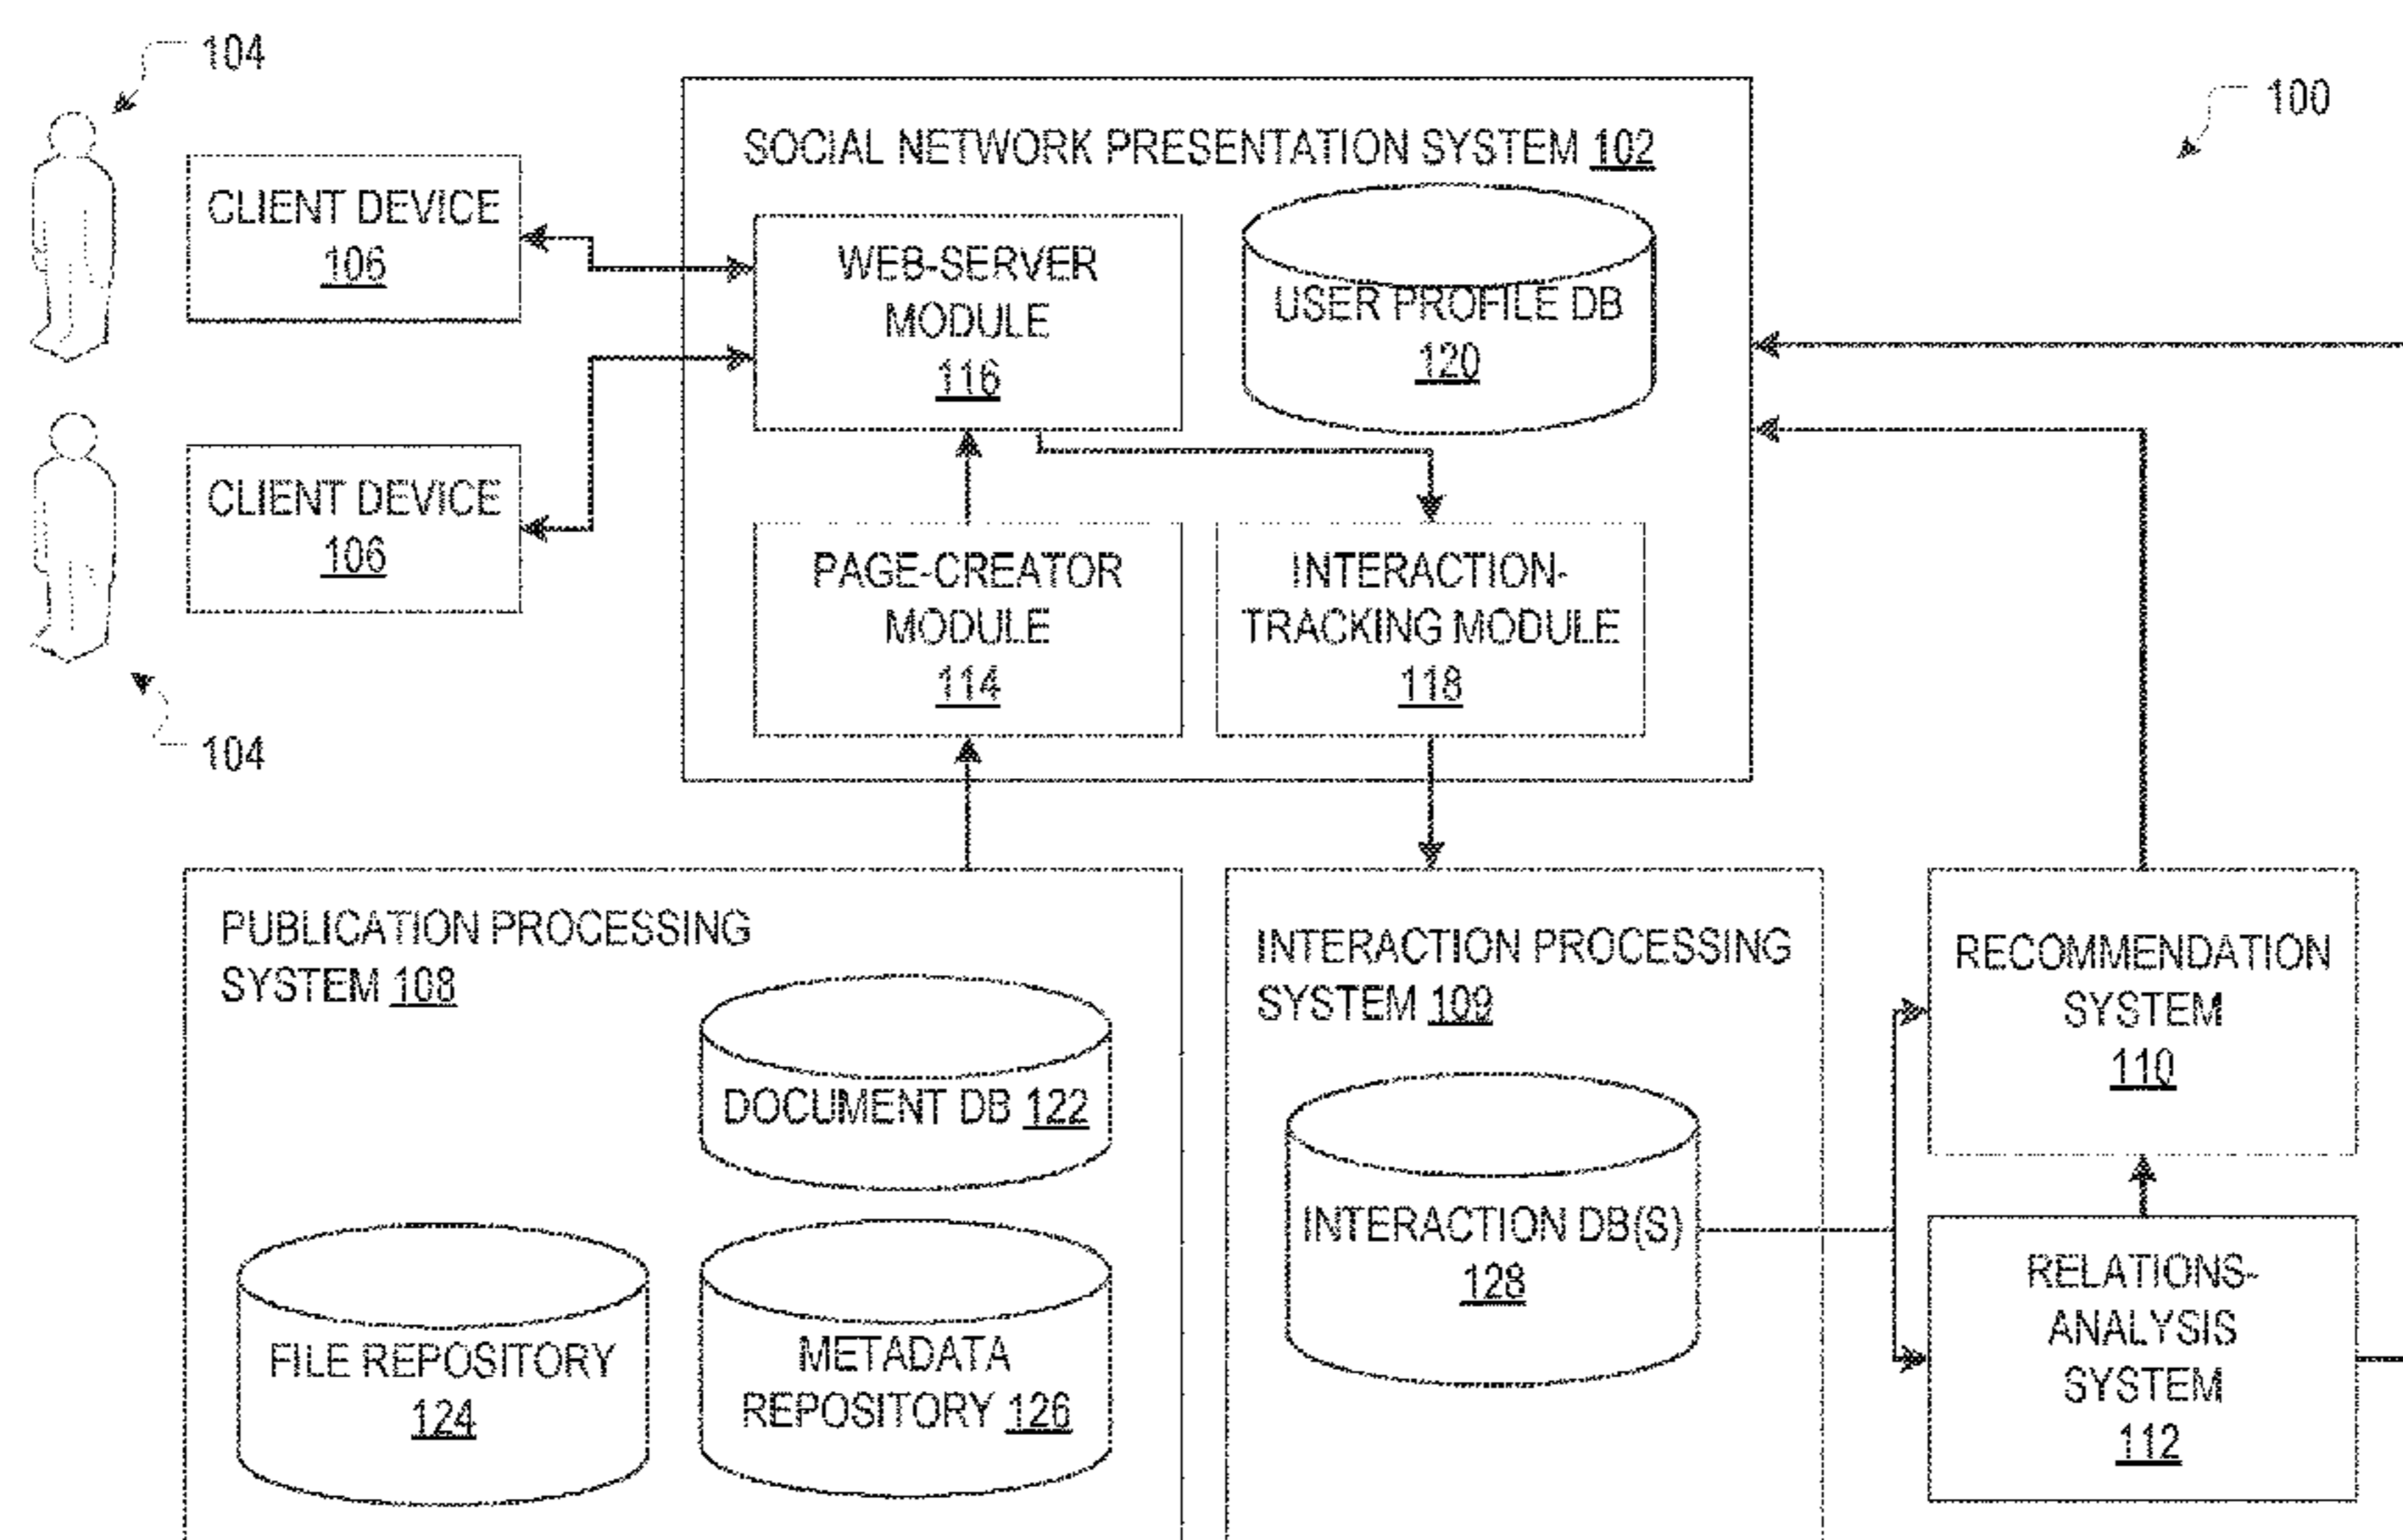 104
100
SOCIAL NETWORK PRESENTATION SYSTEM 102
CLIENT DEVICE
106
WEB-SERVER
MODULE
116
USER PROFILE DB
120
CLIENT DEVICE
106
PAGE-CREATOR
MODULE
114
INTERACTION-
TRACKING MODULE
118
104
PUBLICATION PROCESSING
SYSTEM 108
DOCUMENT DB 122
FILE REPOSITORY
124
METADATA
REPOSITORY 126
INTERACTION PROCESSING
SYSTEM 109
INTERACTION DB(S)
128
RECOMMENDATION
SYSTEM
110
RELATIONS-
ANALYSIS
SYSTEM
112